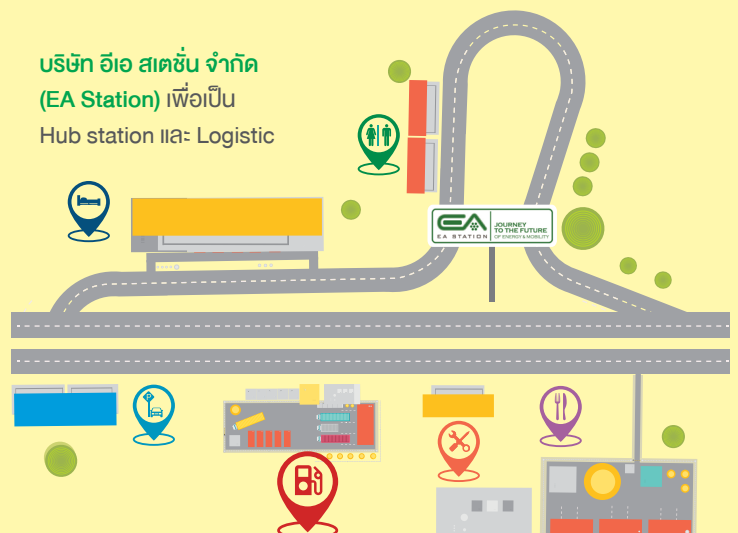 บริษัท อีเอ สเตชั่น จำกัด
(EA Station) เพื่อเป็น
Hub station และ Logistic
EA
EA STATION
JOURNEY
TO THE FUTURE
OF ENERGY & MOBILITY
P